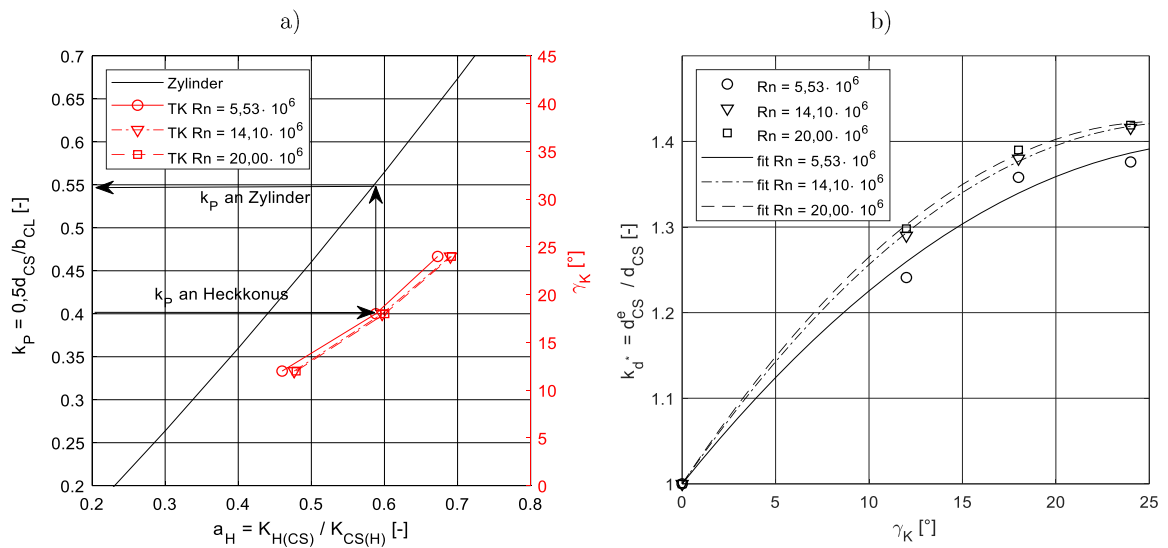 a)
0.7
0.65
0.6
0.55
0.5
0.45
0.4
0.35
0.3
0.25
0.2
k_P = 0,5d_CS/b_CL [-]
Zylinder
TK Rn = 5,53· 10^6
TK Rn = 14,10· 10^6
TK Rn = 20,00· 10^6
k_P an Zylinder
k_P an Heckkonus
45
40
35
30
25
20
15
10
5
0
γ_K [°]
0.2 0.3 0.4 0.5 0.6 0.7 0.8
a_H = K_H(CS) / K_CS(H) [-]
b)
1.4
1.3
1.2
1.1
1
k_d* = d^e_CS / d_CS [-]
Rn = 5,53· 10^6
Rn = 14,10· 10^6
Rn = 20,00· 10^6
fit Rn = 5,53· 10^6
fit Rn = 14,10· 10^6
fit Rn = 20,00· 10^6
0 5 10 15 20 25
γ_K [°]